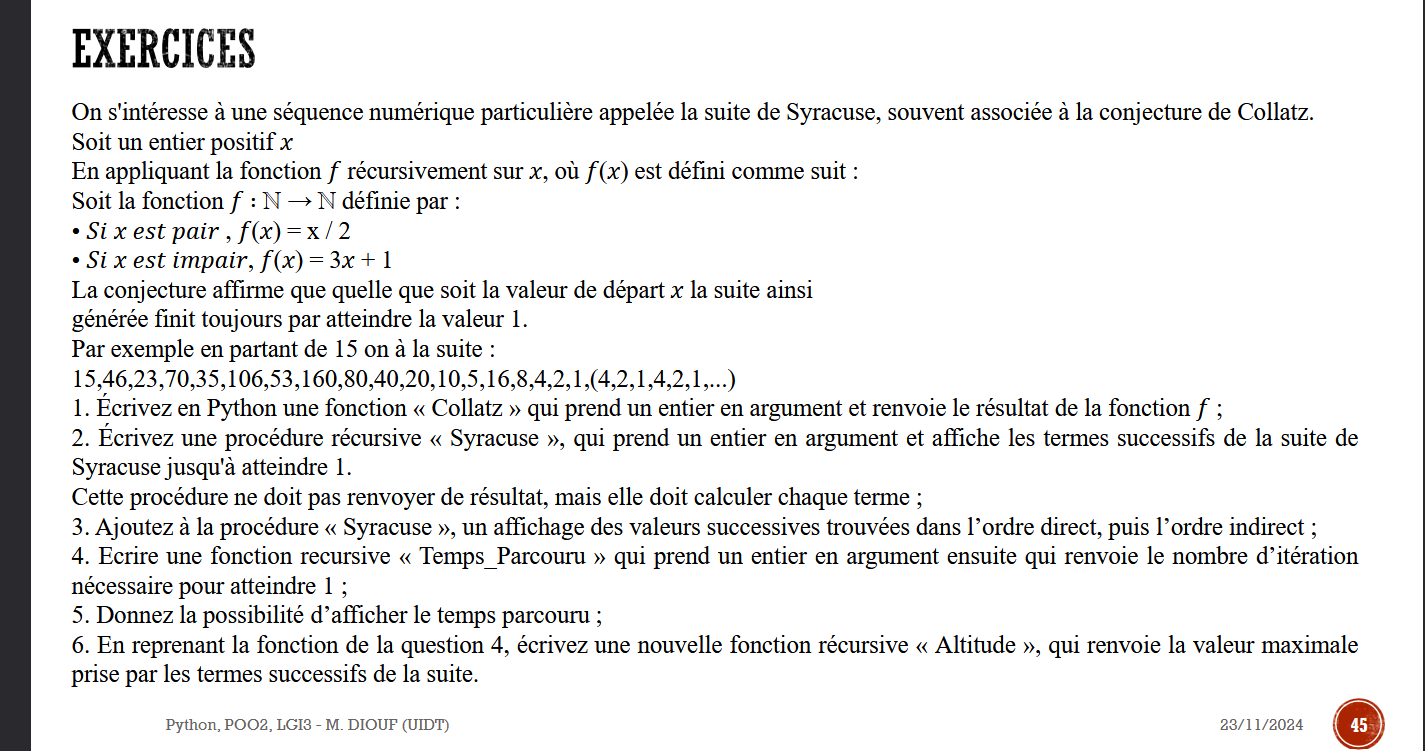 EXERCICES
On s'intéresse à une séquence numérique particulière appelée la suite de Syracuse, souvent associée à la conjecture de Collatz.
Soit un entier positif x
En appliquant la fonction f récursivement sur x, où f(x) est défini comme suit :
Soit la fonction f : ℕ → ℕ définie par :
• Si x est pair , f(x) = x / 2
• Si x est impair, f(x) = 3x + 1
La conjecture affirme que quelle que soit la valeur de départ x la suite ainsi
générée finit toujours par atteindre la valeur 1.
Par exemple en partant de 15 on à la suite :
15,46,23,70,35,106,53,160,80,40,20,10,5,16,8,4,2,1,(4,2,1,4,2,1,...)
1. Écrivez en Python une fonction « Collatz » qui prend un entier en argument et renvoie le résultat de la fonction f ;
2. Écrivez une procédure récursive « Syracuse », qui prend un entier en argument et affiche les termes successifs de la suite de
Syracuse jusqu'à atteindre 1.
Cette procédure ne doit pas renvoyer de résultat, mais elle doit calculer chaque terme ;
3. Ajoutez à la procédure « Syracuse », un affichage des valeurs successives trouvées dans l’ordre direct, puis l’ordre indirect ;
4. Ecrire une fonction recursive « Temps_Parcouru » qui prend un entier en argument ensuite qui renvoie le nombre d’itération
nécessaire pour atteindre 1 ;
5. Donnez la possibilité d’afficher le temps parcouru ;
6. En reprenant la fonction de la question 4, écrivez une nouvelle fonction récursive « Altitude », qui renvoie la valeur maximale
prise par les termes successifs de la suite.
Python, POO2, LGI3 - M. DIOUF (UIDT)
23/11/2024
45